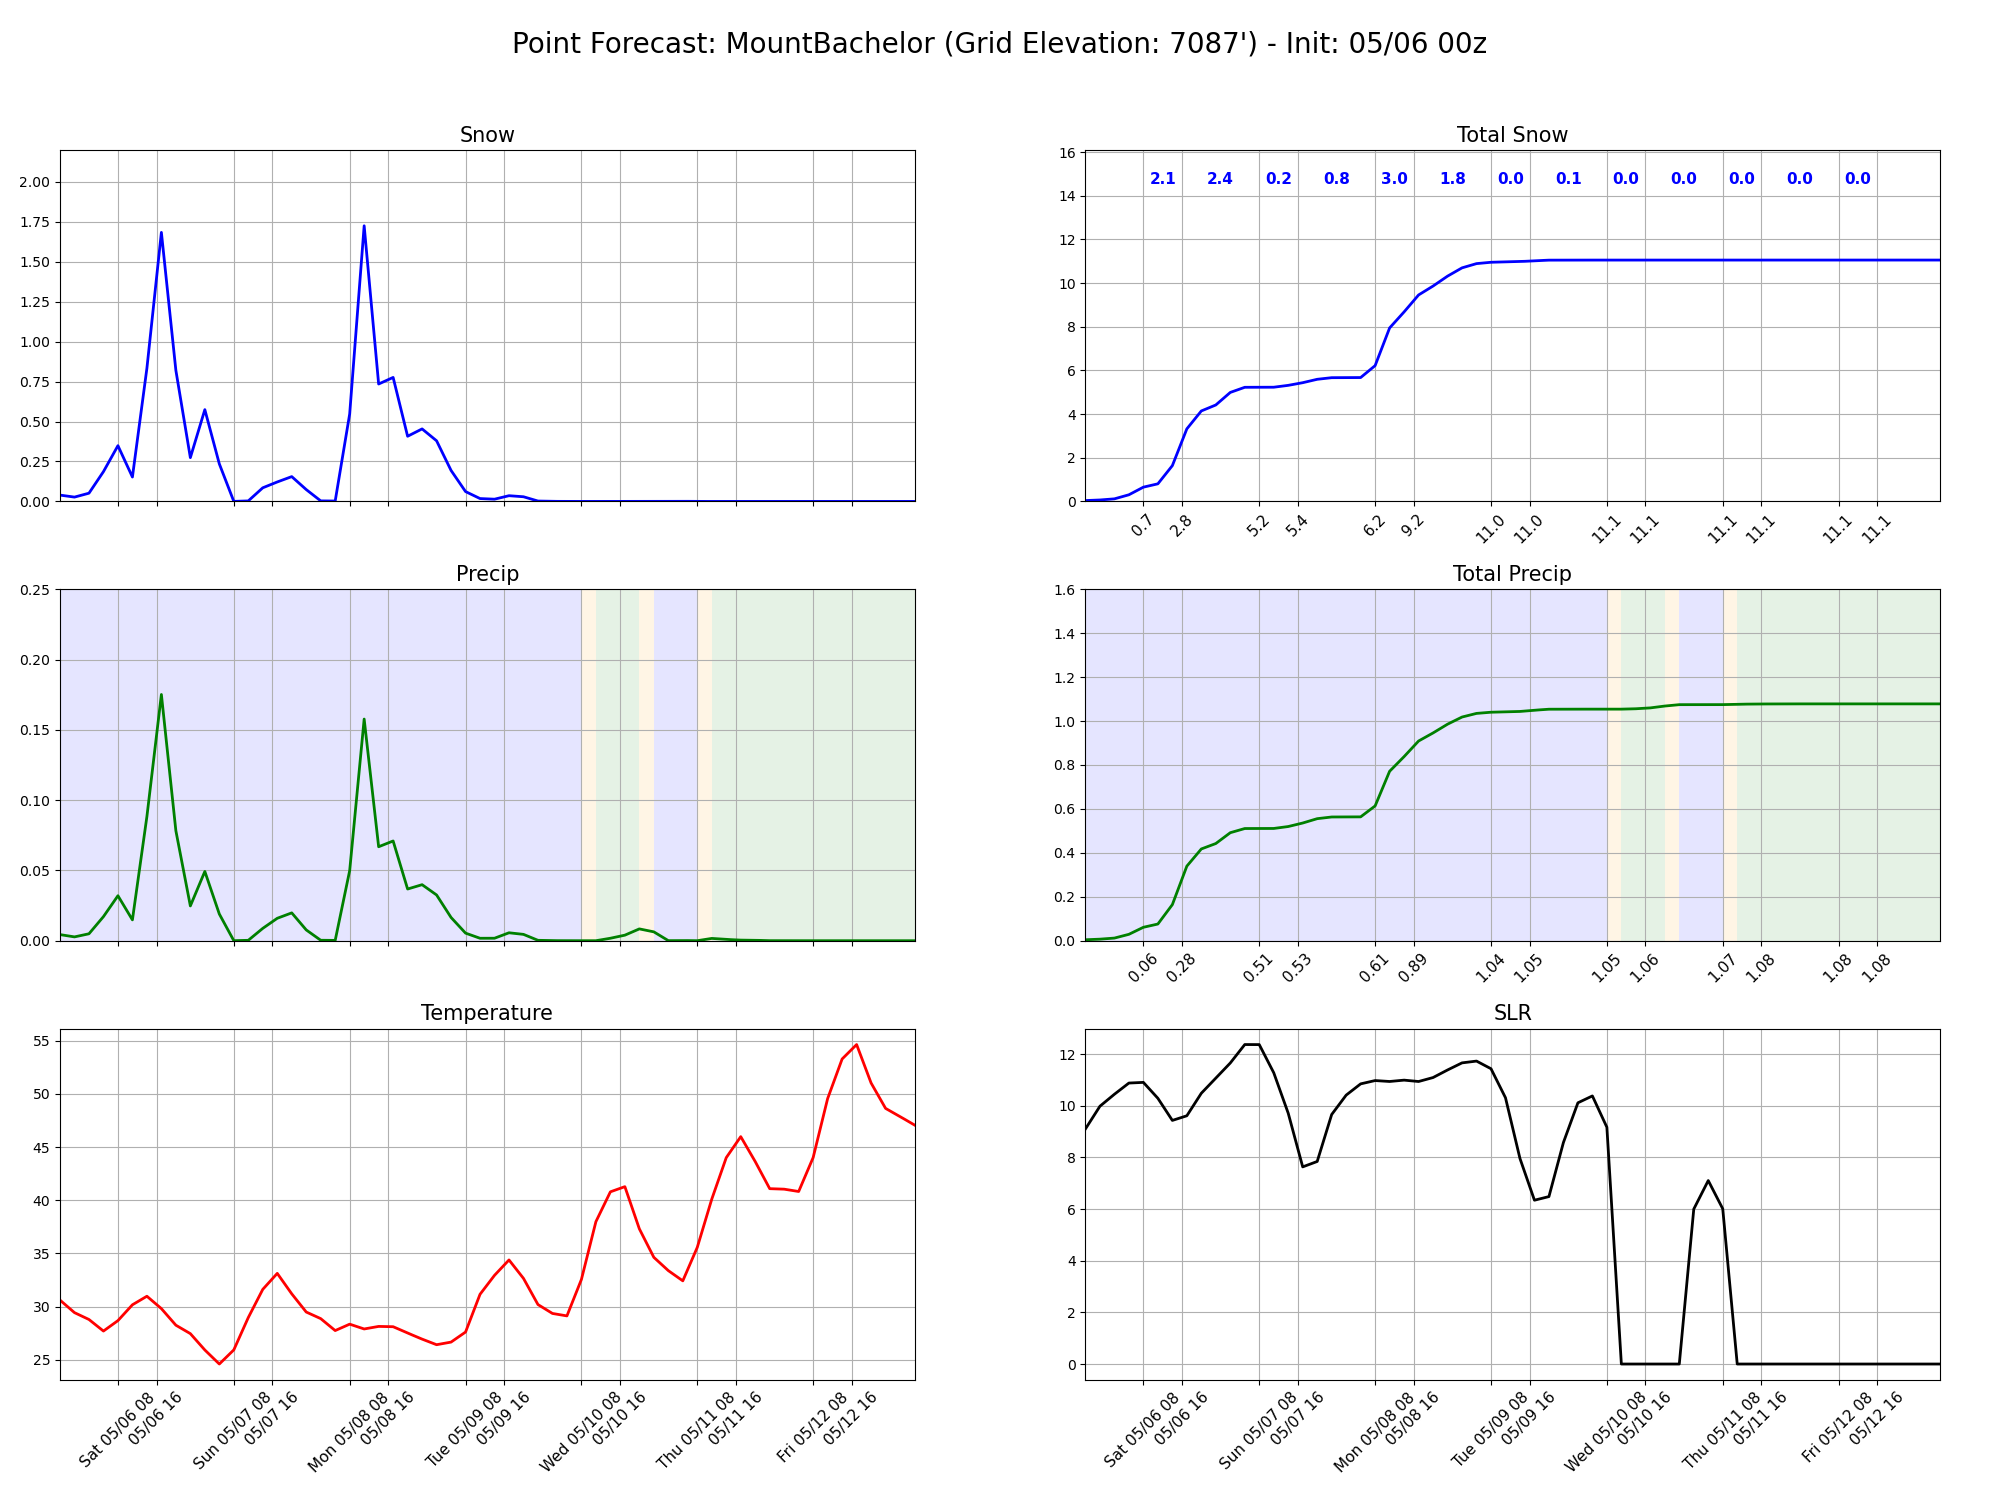 Point Forecast: MountBachelor (Grid Elevation: 7087') - Init: 05/06 00z
Snow
2.00
1.75
1.50
1.25
1.00
0.75
0.50
0.25
0.00
Total Snow
16
14
12
10
8
6
4
2
0
2.1 2.4 0.2 0.8 3.0 1.8 0.0 0.1 0.0 0.0 0.0 0.0 0.0
0.7 2.8 5.2 5.4 6.2 9.2 11.0 11.0 11.1 11.1 11.1 11.1 11.1 11.1
Precip
0.25
0.20
0.15
0.10
0.05
0.00
Total Precip
1.6
1.4
1.2
1.0
0.8
0.6
0.4
0.2
0.0
0.06 0.28 0.51 0.53 0.61 0.89 1.04 1.05 1.05 1.06 1.07 1.08 1.08 1.08
Temperature
55
50
45
40
35
30
25
Sat 05/06 08
05/06 16
Sun 05/07 08
05/07 16
Mon 05/08 08
05/08 16
Tue 05/09 08
05/09 16
Wed 05/10 08
05/10 16
Thu 05/11 08
05/11 16
Fri 05/12 08
05/12 16
SLR
12
10
8
6
4
2
0
Sat 05/06 08
05/06 16
Sun 05/07 08
05/07 16
Mon 05/08 08
05/08 16
Tue 05/09 08
05/09 16
Wed 05/10 08
05/10 16
Thu 05/11 08
05/11 16
Fri 05/12 08
05/12 16